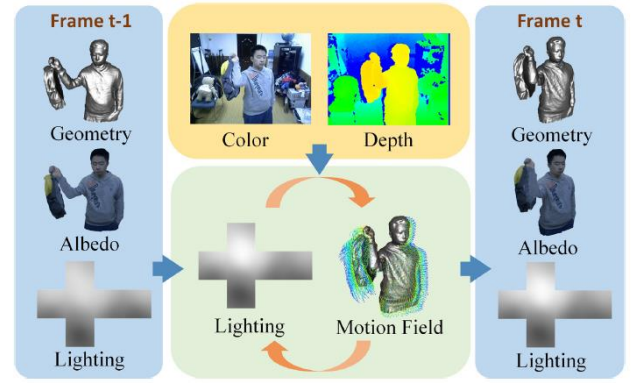 Frame t-1
Geometry
Albedo
Lighting
Color
Depth
Lighting
Motion Field
Frame t
Geometry
Albedo
Lighting